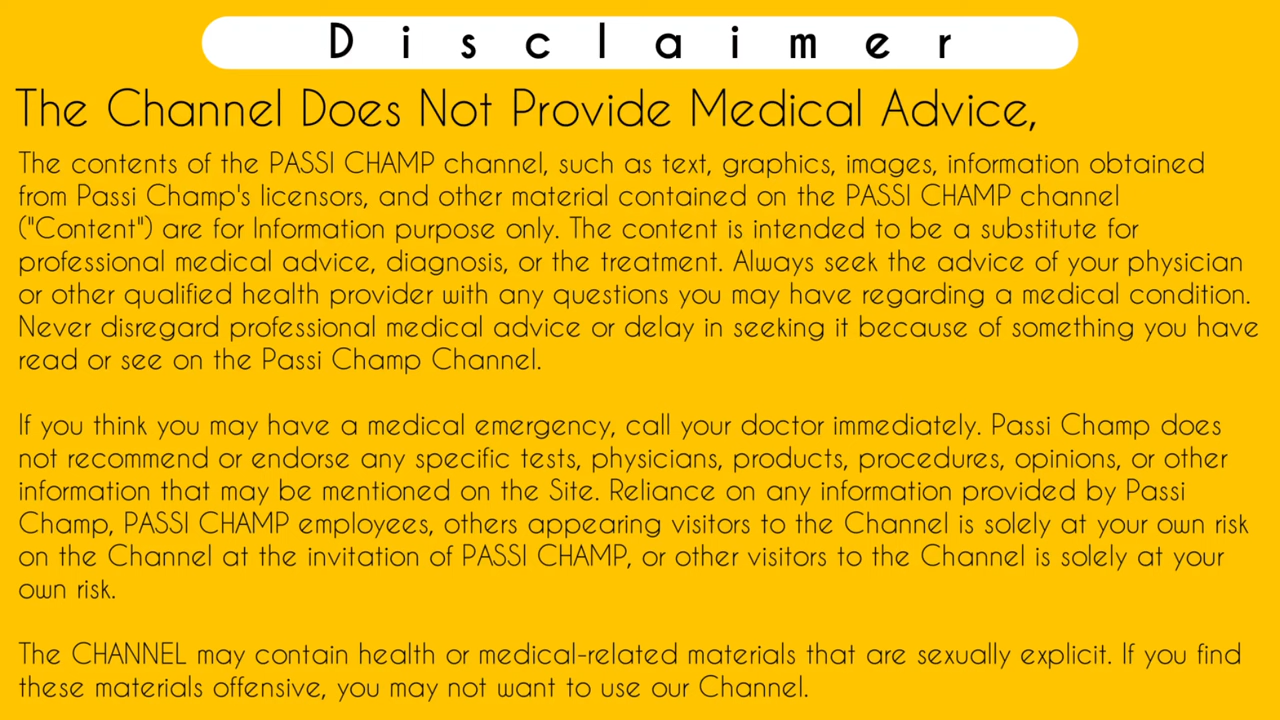 Disclaimer
The Channel Does Not Provide Medical Advice,
The contents of the PASSI CHAMP channel, such as text, graphics, images, information obtained
from Passi Champ's licensors, and other material contained on the PASSI CHAMP channel
("Content") are for Information purpose only. The content is intended to be a substitute for
professional medical advice, diagnosis, or the treatment. Always seek the advice of your physician
or other qualified health provider with any questions you may have regarding a medical condition.
Never disregard professional medical advice or delay in seeking it because of something you have
read or see on the Passi Champ Channel.
If you think you may have a medical emergency, call your doctor immediately. Passi Champ does
not recommend or endorse any specific tests, physicians, products, procedures, opinions, or other
information that may be mentioned on the Site. Reliance on any information provided by Passi
Champ, PASSI CHAMP employees, others appearing visitors to the Channel is solely at your own risk
on the Channel at the invitation of PASSI CHAMP, or other visitors to the Channel is solely at your
own risk.
The CHANNEL may contain health or medical-related materials that are sexually explicit. If you find
these materials offensive, you may not want to use our Channel.